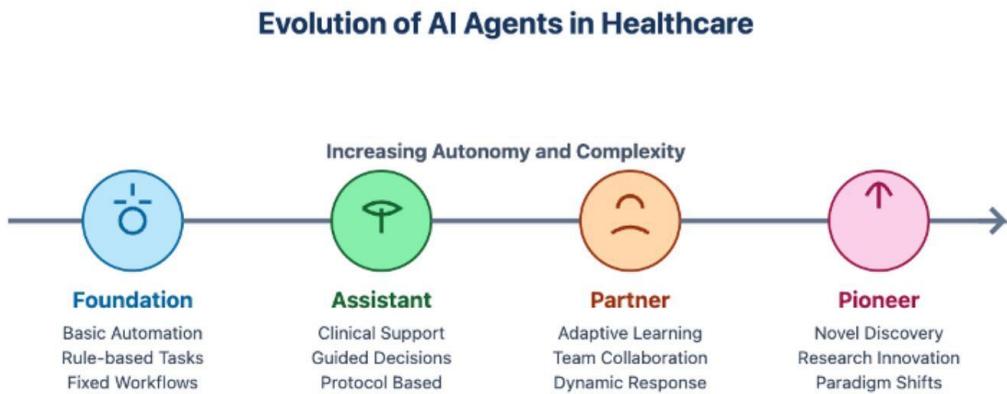 Evolution of AI Agents in Healthcare
Increasing Autonomy and Complexity
Foundation
Basic Automation
Rule-based Tasks
Fixed Workflows
Assistant
Clinical Support
Guided Decisions
Protocol Based
Partner
Adaptive Learning
Team Collaboration
Dynamic Response
Pioneer
Novel Discovery
Research Innovation
Paradigm Shifts